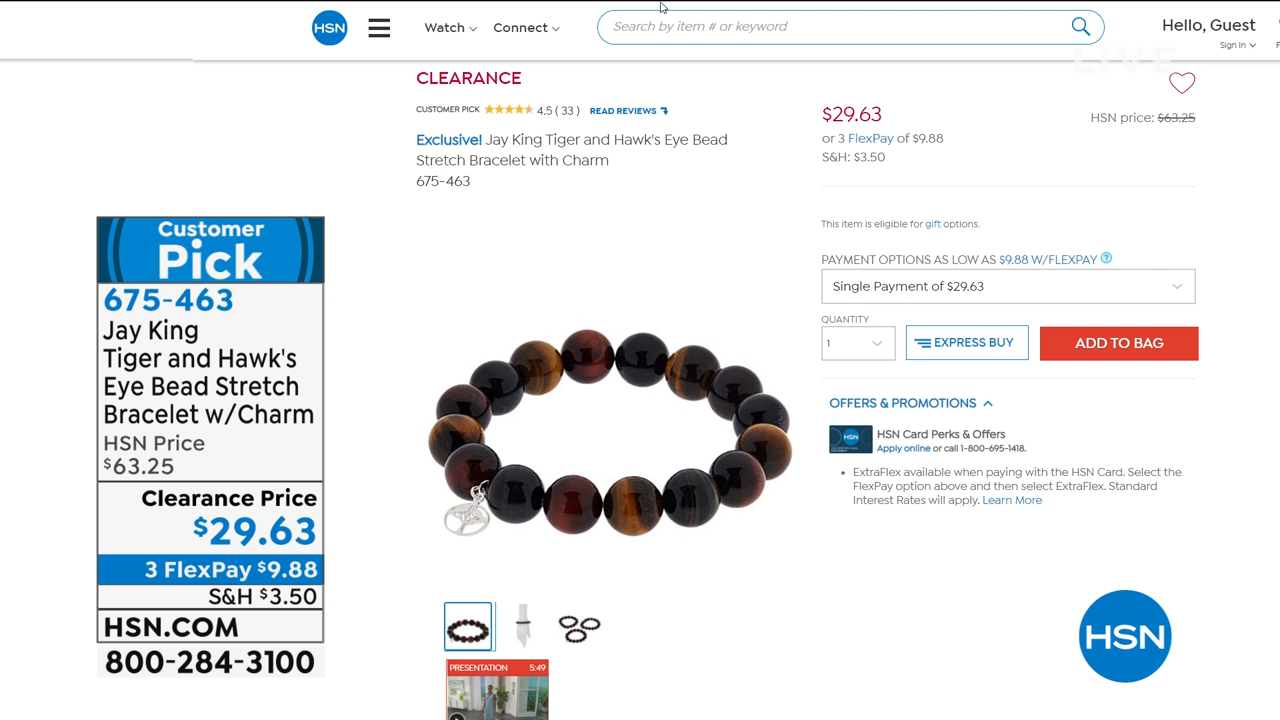 HSN
Watch
Connect
Search by item # or keyword
Hello, Guest
Sign In
LIVE
CLEARANCE
CUSTOMER PICK 4.5 ( 33 ) READ REVIEWS
Exclusive! Jay King Tiger and Hawk's Eye Bead
Stretch Bracelet with Charm
675-463
$29.63
HSN price: $63.25
or 3 FlexPay of $9.88
S&H: $3.50
This item is eligible for gift options.
PAYMENT OPTIONS AS LOW AS $9.88 W/FLEXPAY ?
Single Payment of $29.63
QUANTITY
1
EXPRESS BUY
ADD TO BAG
OFFERS & PROMOTIONS
HSN
HSN Card Perks & Offers
Apply online or call 1-800-695-1418.
• ExtraFlex available when paying with the HSN Card. Select the
FlexPay option above and then select ExtraFlex. Standard
Interest Rates will apply. Learn More
Customer
Pick
675-463
Jay King
Tiger and Hawk's
Eye Bead Stretch
Bracelet w/Charm
HSN Price
$63.25
Clearance Price
$29.63
3 FlexPay $9.88
S&H $3.50
HSN.COM
800-284-3100
PRESENTATION 5:49
HSN